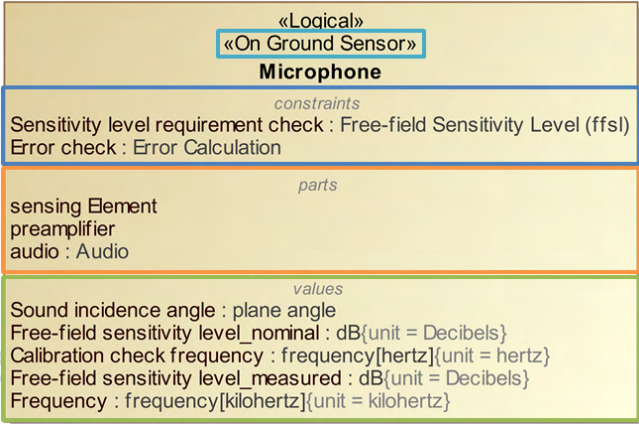 «Logical»
«On Ground Sensor»
Microphone
constraints
Sensitivity level requirement check : Free-field Sensitivity Level (ffsl)
Error check : Error Calculation
parts
sensing Element
preamplifier
audio : Audio
values
Sound incidence angle : plane angle
Free-field sensitivity level_nominal : dB{unit = Decibels}
Calibration check frequency : frequency[hertz]{unit = hertz}
Free-field sensitivity level_measured : dB{unit = Decibels}
Frequency : frequency[kilohertz]{unit = kilohertz}